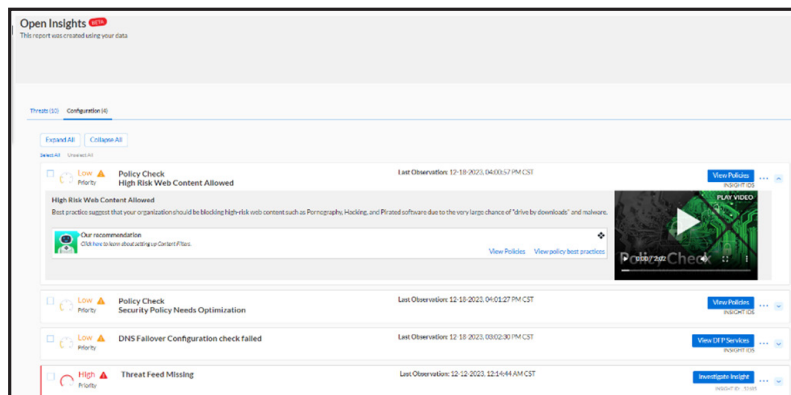 Open Insights BETA
This report was created using your data
Threats (10) Configuration (4)
Expand All Collapse All
Select All Unselect All
Low Priority
Policy Check
High Risk Web Content Allowed
Last Observation: 12-18-2023, 04:00:57 PM CST
View Policies
INSIGHT IDS
High Risk Web Content Allowed
Best practice suggest that your organization should be blocking high-risk web content such as Pornography, Hacking, and Pirated software due to the very large chance of "drive by downloads" and malware.
Our recommendation
Click here to learn about setting up Content Filters.
View Policies View policy best practices
PLAY VIDEO
Policy Check
0:00 / 2:02
Low Priority
Policy Check
Security Policy Needs Optimization
Last Observation: 12-18-2023, 04:01:27 PM CST
View Policies
INSIGHT IDS
Low Priority
DNS Failover Configuration check failed
Last Observation: 12-18-2023, 03:02:30 PM CST
View DFP Services
INSIGHT IDS
High Priority
Threat Feed Missing
Last Observation: 12-12-2023, 12:14:44 AM CST
Investigate Insight
INSIGHT ID